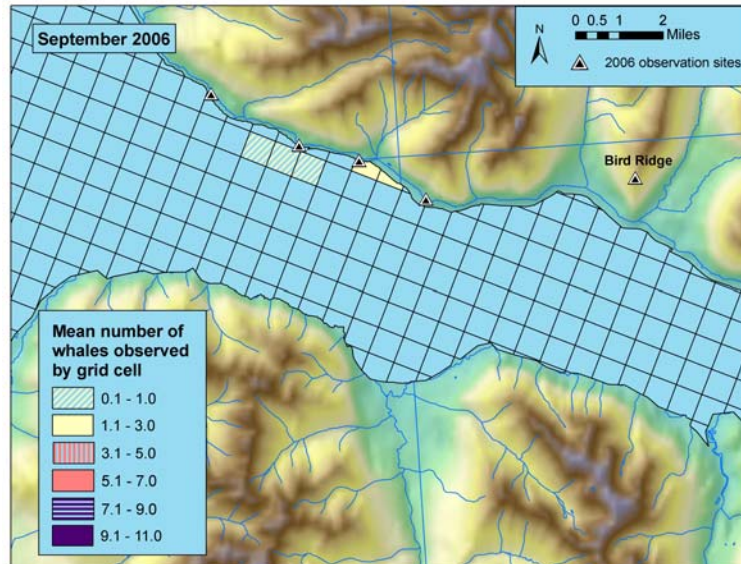 September 2006
N
0 0.5 1 2
Miles
2006 observation sites
Bird Ridge
Mean number of
whales observed
by grid cell
0.1 - 1.0
1.1 - 3.0
3.1 - 5.0
5.1 - 7.0
7.1 - 9.0
9.1 - 11.0